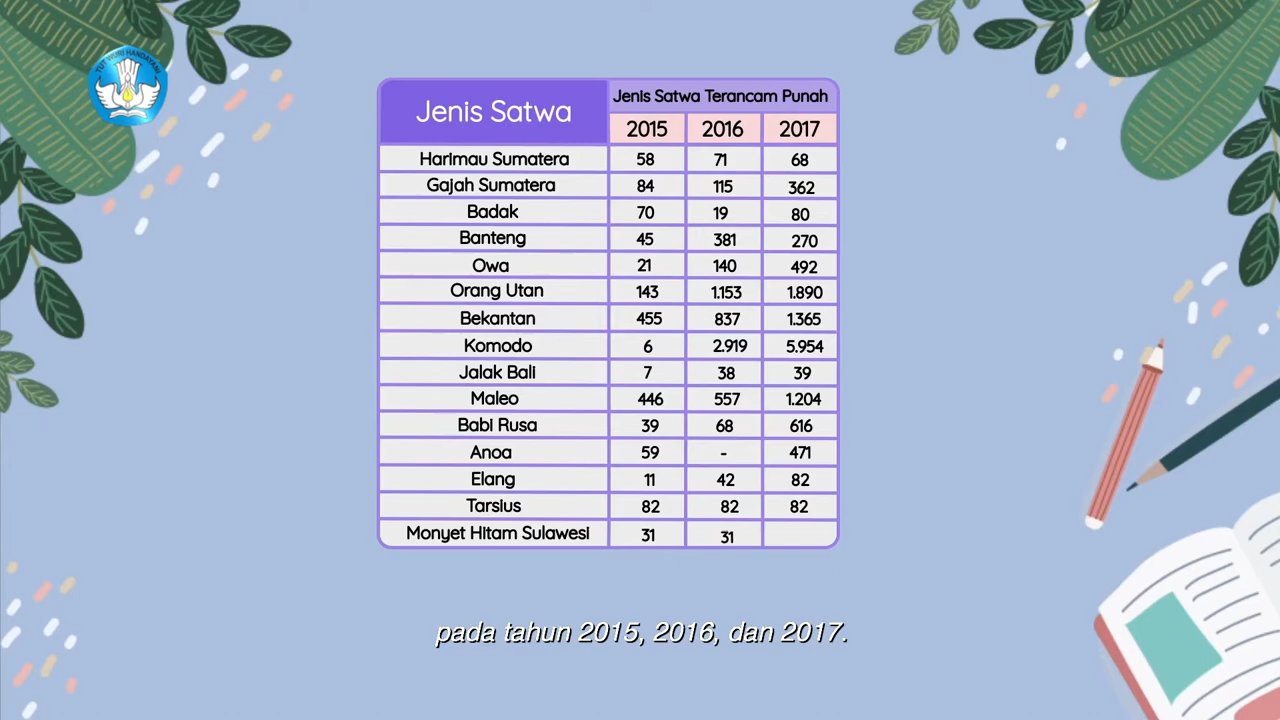 TUT WURI HANDAYANI
Jenis Satwa
Jenis Satwa Terancam Punah
2015 2016 2017
Harimau Sumatera 58 71 68
Gajah Sumatera 84 115 362
Badak 70 19 80
Banteng 45 381 270
Owa 21 140 492
Orang Utan 143 1.153 1.890
Bekantan 455 837 1.365
Komodo 6 2.919 5.954
Jalak Bali 7 38 39
Maleo 446 557 1.204
Babi Rusa 39 68 616
Anoa 59 - 471
Elang 11 42 82
Tarsius 82 82 82
Monyet Hitam Sulawesi 31 31
pada tahun 2015, 2016, dan 2017.